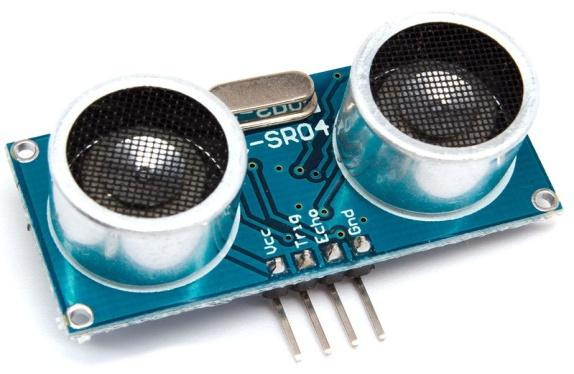 -SR04
Vcc
Trig
Echo
Gnd